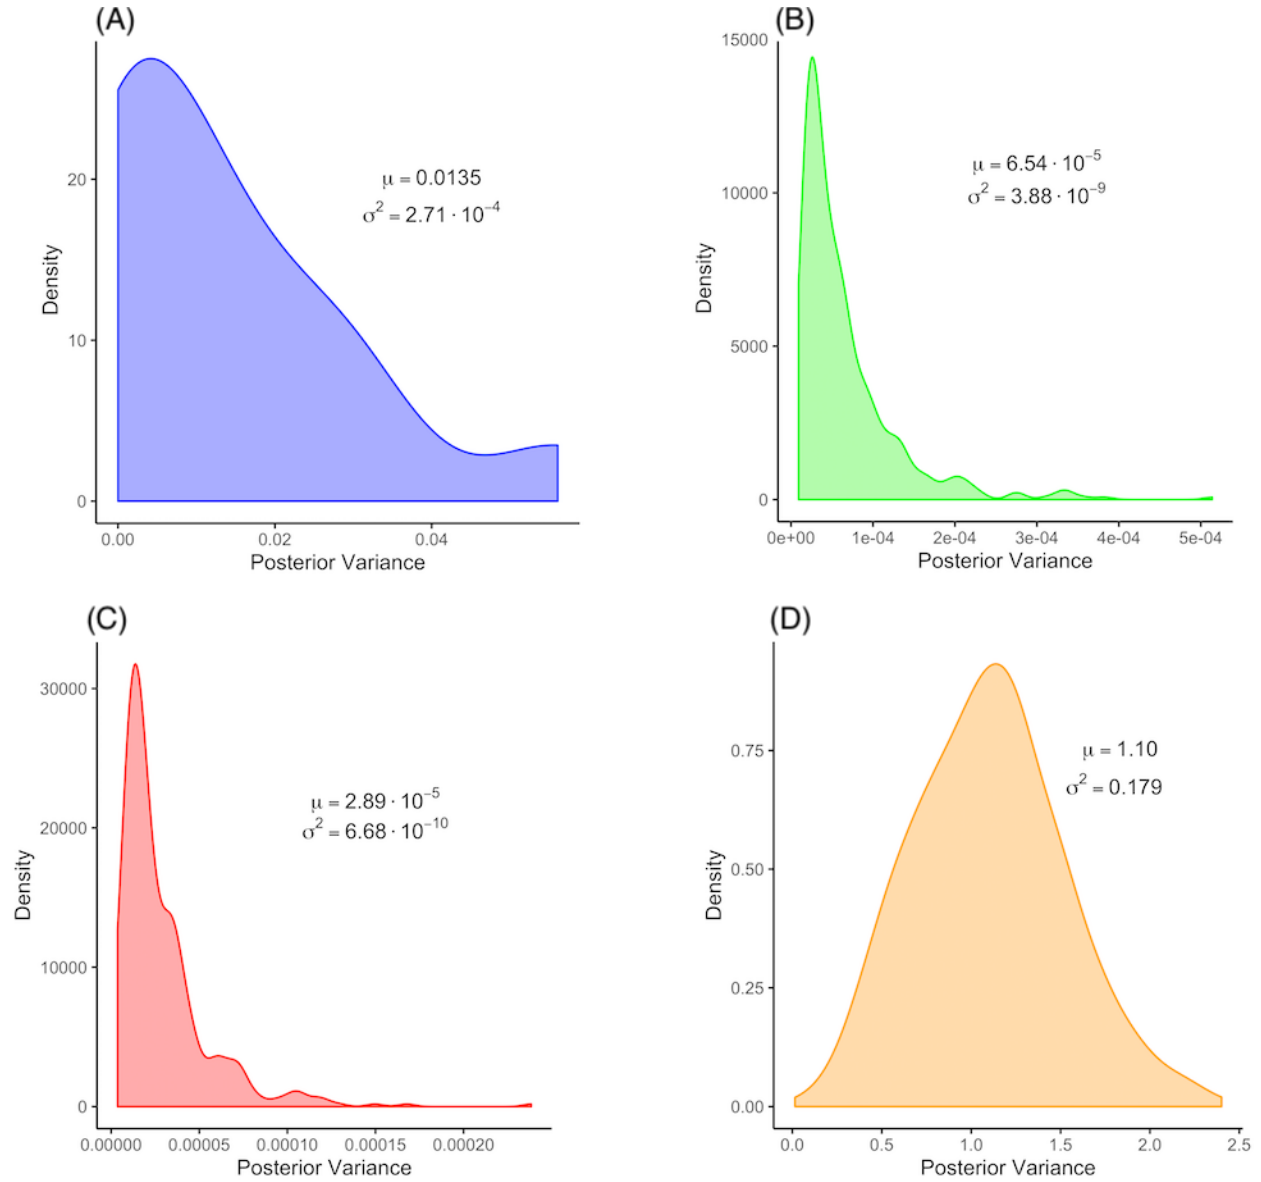 (A)
20
10
0
Density
μ = 0.0135
σ² = 2.71 · 10⁻⁴
0.00 0.02 0.04
Posterior Variance
(B)
15000
10000
5000
0
Density
μ = 6.54 · 10⁻⁵
σ² = 3.88 · 10⁻⁹
0e+00 1e-04 2e-04 3e-04 4e-04 5e-04
Posterior Variance
(C)
30000
20000
10000
0
Density
μ = 2.89 · 10⁻⁵
σ² = 6.68 · 10⁻¹⁰
0.00000 0.00005 0.00010 0.00015 0.00020
Posterior Variance
(D)
0.75
0.50
0.25
0.00
Density
μ = 1.10
σ² = 0.179
0.0 0.5 1.0 1.5 2.0 2.5
Posterior Variance